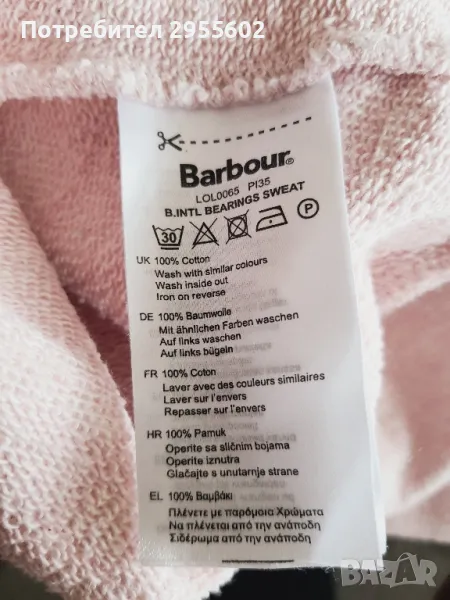 Потребител 2955602
Barbour®
LOL0065 PI35
B.INTL BEARINGS SWEAT
30 P
UK 100% Cotton
Wash with similar colours
Wash inside out
Iron on reverse
DE 100% Baumwolle
Mit ähnlichen Farben waschen
Auf links waschen
Auf links bügeln
FR 100% Coton
Laver avec des couleurs similaires
Laver sur l'envers
Repasser sur l'envers
HR 100% Pamuk
Operite sa sličnim bojama
Operite iznutra
Glačajte s unutarnje strane
EL 100% Βαμβάκι
Πλένετε με παρόμοια Χρώματα
Να πλένεται από την ανάποδη
Σιδέρωμα από την ανάποδη
BAZAR